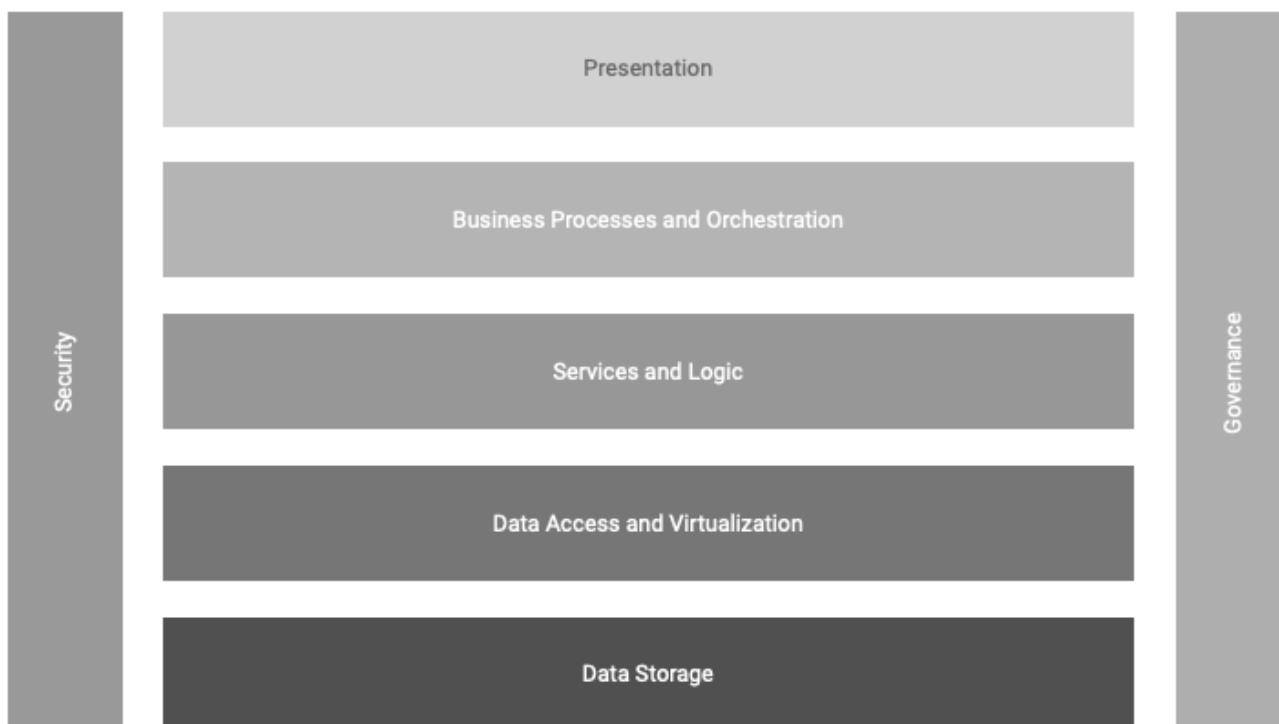 Presentation
Business Processes and Orchestration
Security
Services and Logic
Governance
Data Access and Virtualization
Data Storage